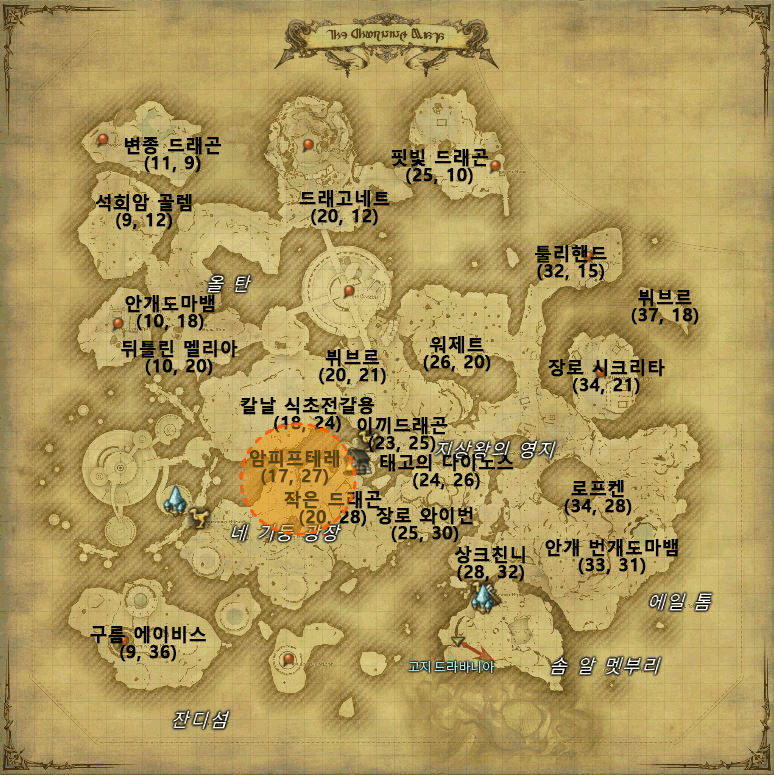 변종 드래곤
(11, 9)
핏빛 드래곤
(25, 10)
석회암 골렘
(9, 12)
드래고네트
(20, 12)
툴리핸드
(32, 15)
올 탄
안개도마뱀
(10, 18)
뷔브르
(37, 18)
뒤틀린 멜리아
(10, 20)
뷔브르
(20, 21)
워제트
(26, 20)
장로 시크리타
(34, 21)
칼날 식초전갈용
(18, 24)
이끼드래곤
(23, 25)
지상왕의 영지
암피프테레
(17, 27)
태고의 나이노스
(24, 26)
작은 드래곤
(20, 28)
로프켄
(34, 28)
네 기둥 광장
장로 와이번
(25, 30)
상크친니
(28, 32)
안개 번개도마뱀
(33, 31)
에일 톰
구름 에이비스
(9, 36)
고지 드라바니아
솜 알 멧부리
잔디섬